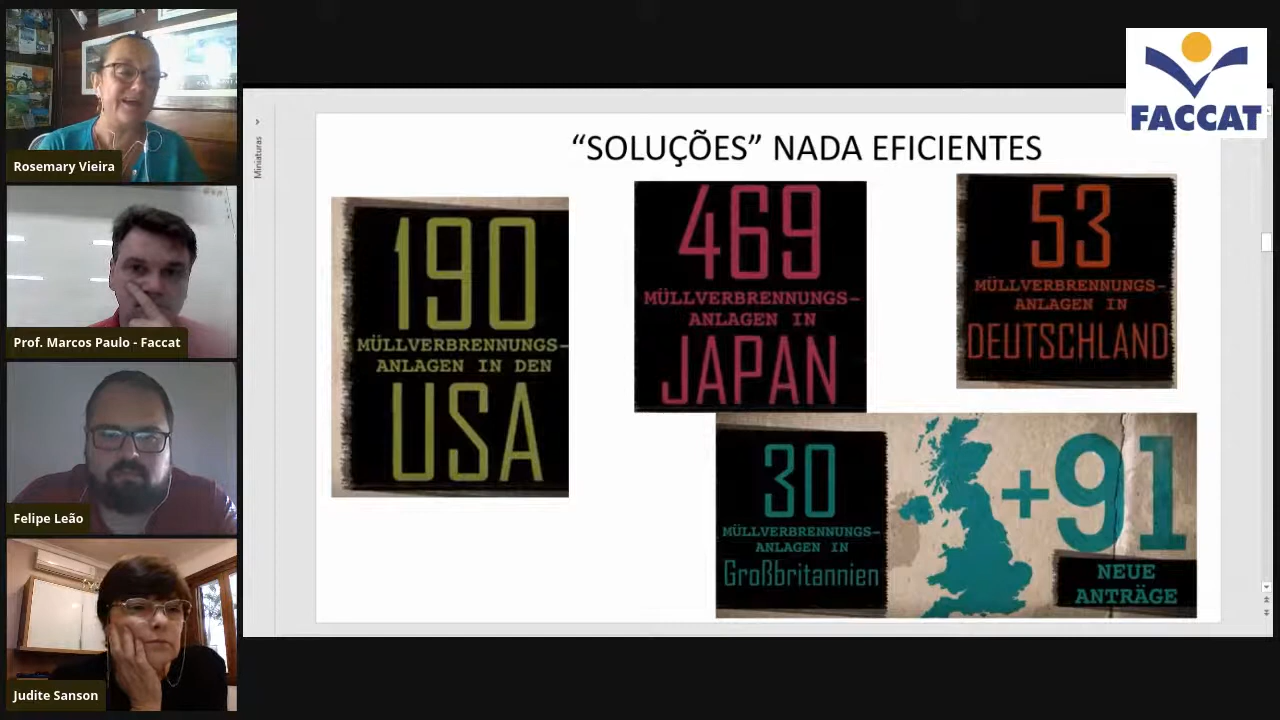 Rosemary Vieira
Prof. Marcos Paulo - Faccat
Felipe Leão
Judite Sanson
FACCAT
Miniaturas
“SOLUÇÕES” NADA EFICIENTES
190
MÜLLVERBRENNUNGS-
ANLAGEN IN DEN
USA
469
MÜLLVERBRENNUNGS-
ANLAGEN IN
JAPAN
53
MÜLLVERBRENNUNGS-
ANLAGEN IN
DEUTSCHLAND
30
MÜLLVERBRENNUNGS-
ANLAGEN IN
Großbritannien
+91
NEUE
ANTRÄGE